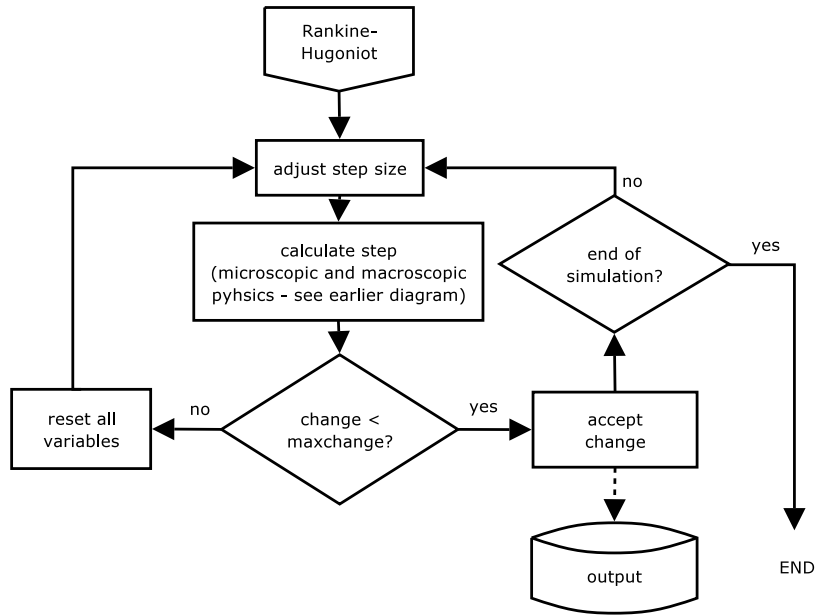 Rankine-
Hugoniot
adjust step size
calculate step
(microscopic and macroscopic
pyhsics - see earlier diagram)
change <
maxchange?
no
reset all
variables
yes
accept
change
output
end of
simulation?
no
yes
END